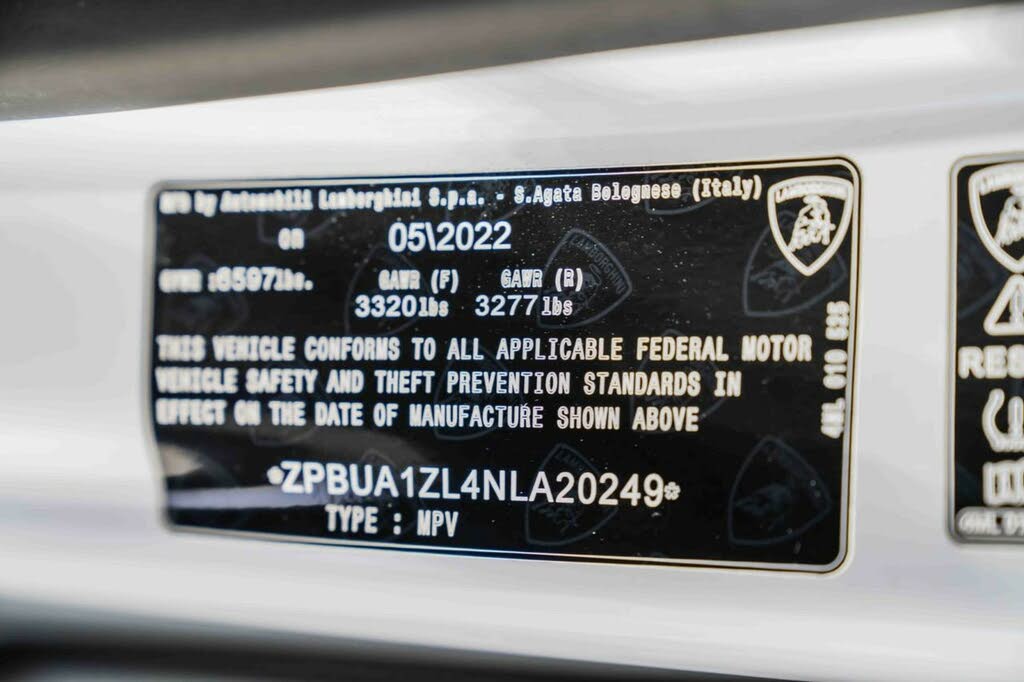 Mfd by Automobili Lamborghini S.p.a. - S.Agata Bolognese (Italy)
ON 05\2022
GVWR :6597lbs. GAWR (F) GAWR (R)
3320lbs 3277lbs
THIS VEHICLE CONFORMS TO ALL APPLICABLE FEDERAL MOTOR
VEHICLE SAFETY AND THEFT PREVENTION STANDARDS IN
EFFECT ON THE DATE OF MANUFACTURE SHOWN ABOVE
*ZPBUA1ZL4NLA20249*
TYPE : MPV
4ML 010 525
LAMBORGHINI